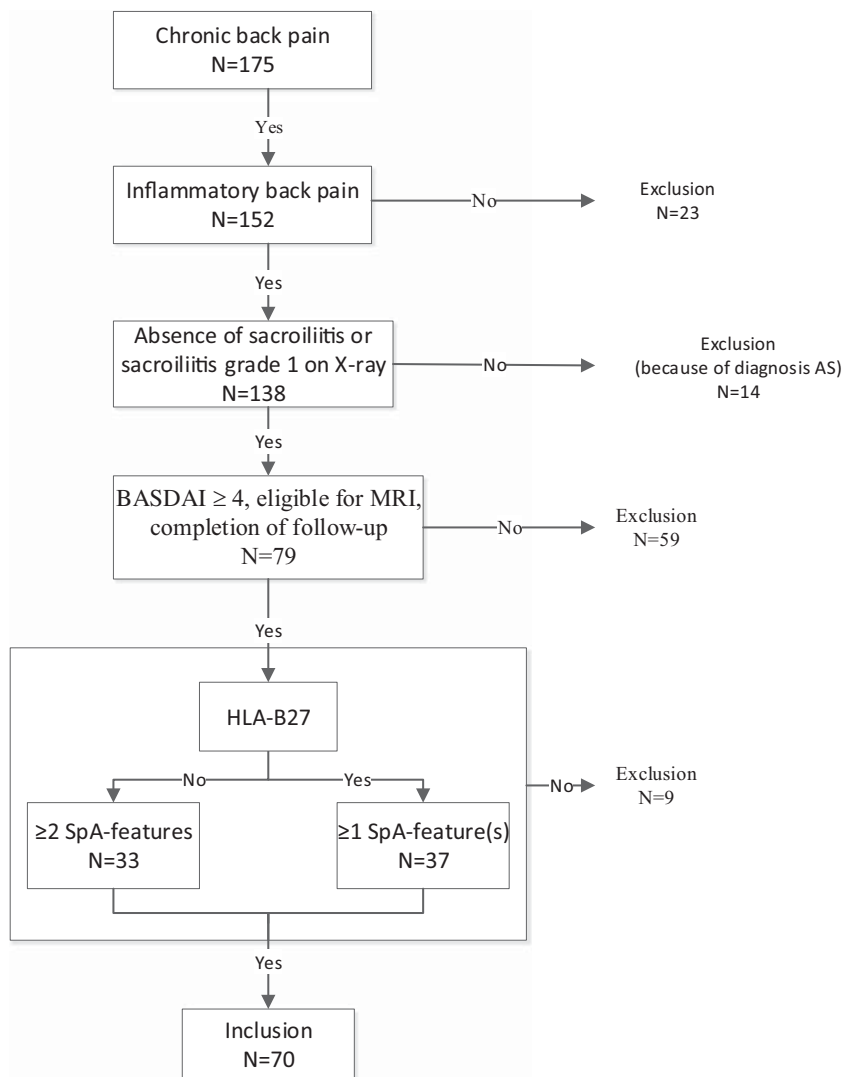 Chronic back pain
N=175
Yes
Inflammatory back pain
N=152
No
Exclusion
N=23
Yes
Absence of sacroiliitis or
sacroiliitis grade 1 on X-ray
N=138
No
Exclusion
(because of diagnosis AS)
N=14
Yes
BASDAI ≥ 4, eligible for MRI,
completion of follow-up
N=79
No
Exclusion
N=59
Yes
HLA-B27
No
Yes
≥2 SpA-features
N=33
≥1 SpA-feature(s)
N=37
No
Exclusion
N=9
Yes
Inclusion
N=70